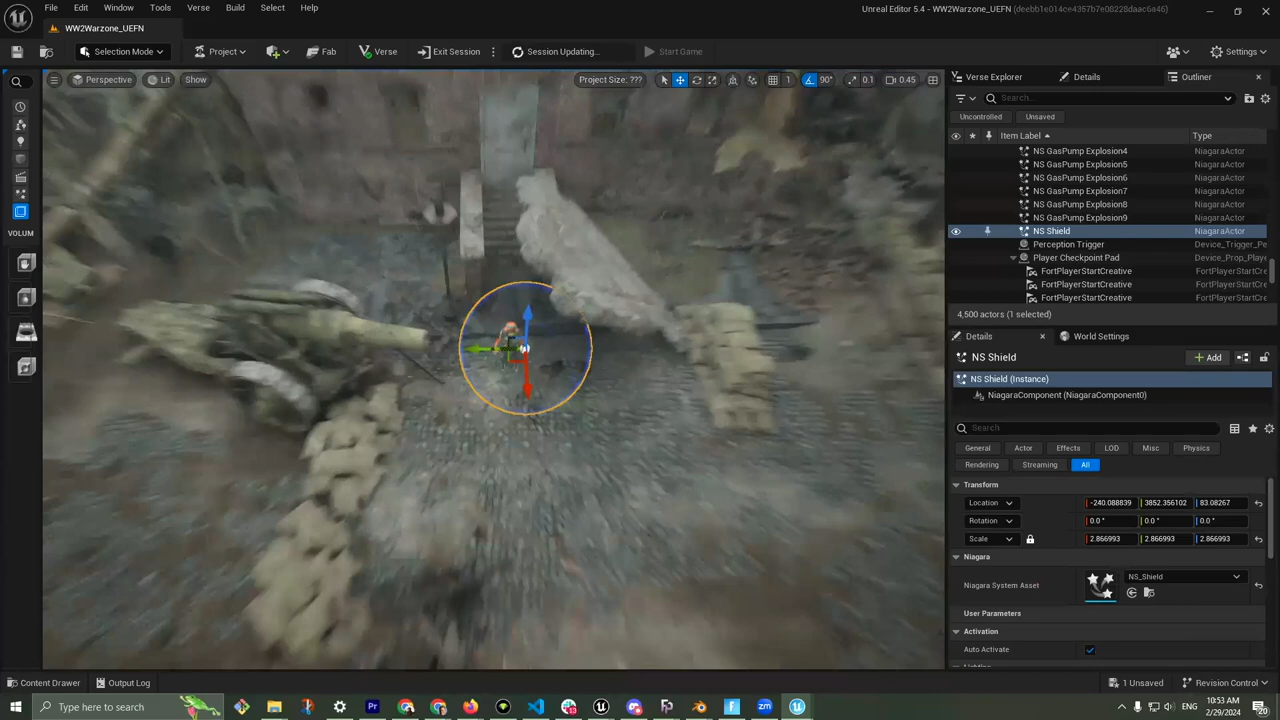 File Edit Window Tools Verse Build Select Help
Unreal Editor 5.4 - WW2Warzone_UEFN (deebb1e014ce4357b7e08228daac6a46)
WW2Warzone_UEFN
Selection Mode Project Fab Verse Exit Session Session Updating... Start Game Settings
Perspective Lit Show Project Size: ??? 1 90° 0.1 0.45
VOLUM
Verse Explorer Details Outliner
Search...
Uncontrolled Unsaved
Item Label Type
NS GasPump Explosion4 NiagaraActor
NS GasPump Explosion5 NiagaraActor
NS GasPump Explosion6 NiagaraActor
NS GasPump Explosion7 NiagaraActor
NS GasPump Explosion8 NiagaraActor
NS GasPump Explosion9 NiagaraActor
NS Shield NiagaraActor
Perception Trigger Device_Trigger_Pe
Player Checkpoint Pad Device_Prop_Playe
FortPlayerStartCreative FortPlayerStartCreative
FortPlayerStartCreative FortPlayerStartCreative
FortPlayerStartCreative FortPlayerStartCreative
4,500 actors (1 selected)
Details World Settings
NS Shield Add
NS Shield (Instance)
NiagaraComponent (NiagaraComponent0)
Search
General Actor Effects LOD Misc Physics
Rendering Streaming All
Transform
Location -240.088839 3852.356102 83.08267
Rotation 0.0 ° 0.0 ° 0.0 °
Scale 2.866993 2.866993 2.866993
Niagara
Niagara System Asset NS_Shield
User Parameters
Activation
Auto Activate
Content Drawer Output Log 1 Unsaved Revision Control
Type here to search
10:53 AM
2/29/2024